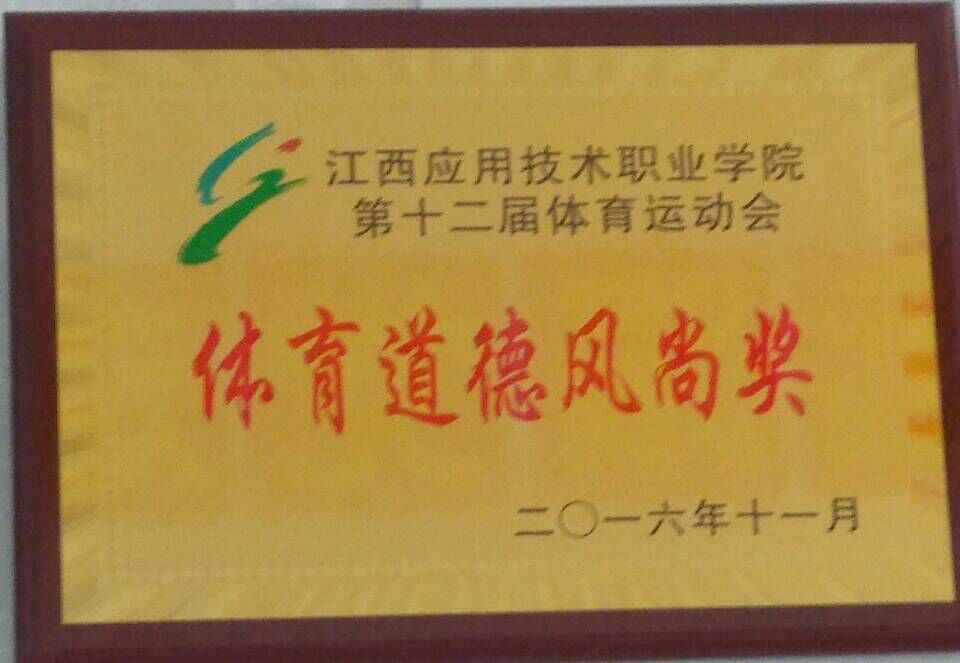 江西应用技术职业学院
第十二届体育运动会
体育道德风尚奖
二〇一六年十一月